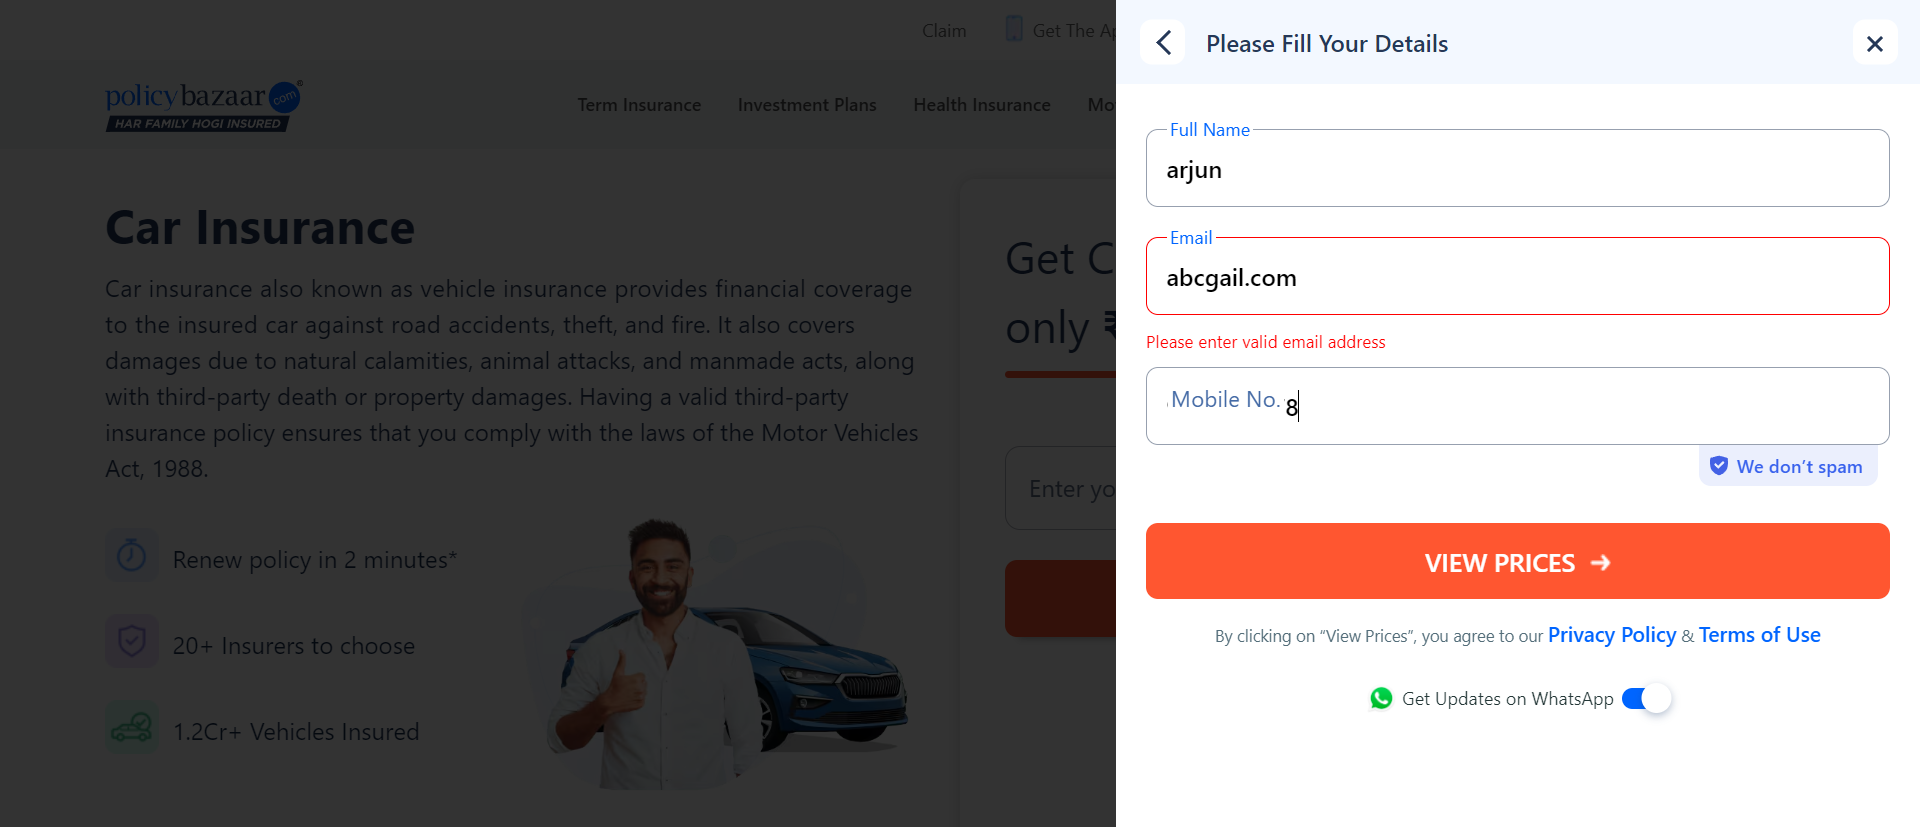 Claim
Get The Ap
policybazaar.com
HAR FAMILY HOGI INSURED
Term Insurance
Investment Plans
Health Insurance
Mo
Car Insurance
Car insurance also known as vehicle insurance provides financial coverage
to the insured car against road accidents, theft, and fire. It also covers
damages due to natural calamities, animal attacks, and manmade acts, along
with third-party death or property damages. Having a valid third-party
insurance policy ensures that you comply with the laws of the Motor Vehicles
Act, 1988.
Renew policy in 2 minutes*
20+ Insurers to choose
1.2Cr+ Vehicles Insured
Get C
only ₹
Enter yo
Please Fill Your Details
Full Name
arjun
Email
abcgail.com
Please enter valid email address
Mobile No. 8
We don’t spam
VIEW PRICES
By clicking on “View Prices”, you agree to our Privacy Policy & Terms of Use
Get Updates on WhatsApp